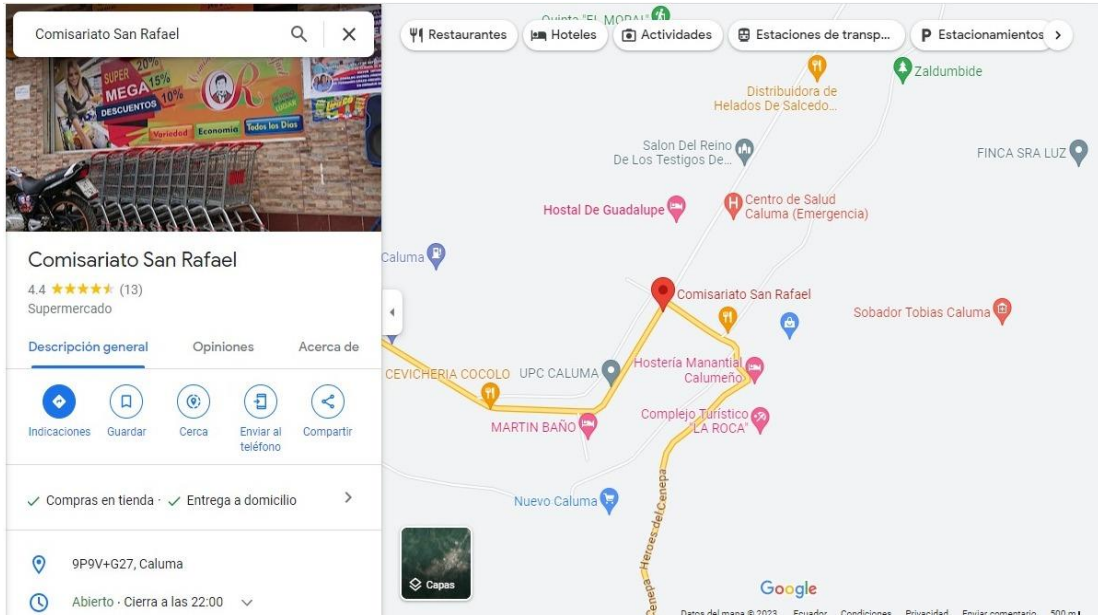 Comisariato San Rafael
SUPER
MEGA
DESCUENTOS
20%
15%
10%
R
Variedad
Economía
Todos los Dias
Comisariato San Rafael
4.4 (13)
Supermercado
Descripción general
Opiniones
Acerca de
Indicaciones
Guardar
Cerca
Enviar al
teléfono
Compartir
Compras en tienda · Entrega a domicilio
9P9V+G27, Caluma
Abierto · Cierra a las 22:00
Restaurantes
Hoteles
Actividades
Estaciones de transp...
P Estacionamientos
Quinta "EL MORAL"
Zaldumbide
Distribuidora de
Helados De Salcedo...
Salon Del Reino
De Los Testigos De...
FINCA SRA LUZ
Hostal De Guadalupe
H
Centro de Salud
Caluma (Emergencia)
Caluma
Comisariato San Rafael
Sobador Tobias Caluma
CEVICHERIA COCOLO
UPC CALUMA
Hostería Manantial
Calumeño
MARTIN BAÑO
Complejo Turístico
"LA ROCA"
Nuevo Caluma
Cenepa
Heroes del Cenepa
Capas
Google
Datos del mapa © 2023
Ecuador
Condiciones
Privacidad
Enviar comentario
500 m